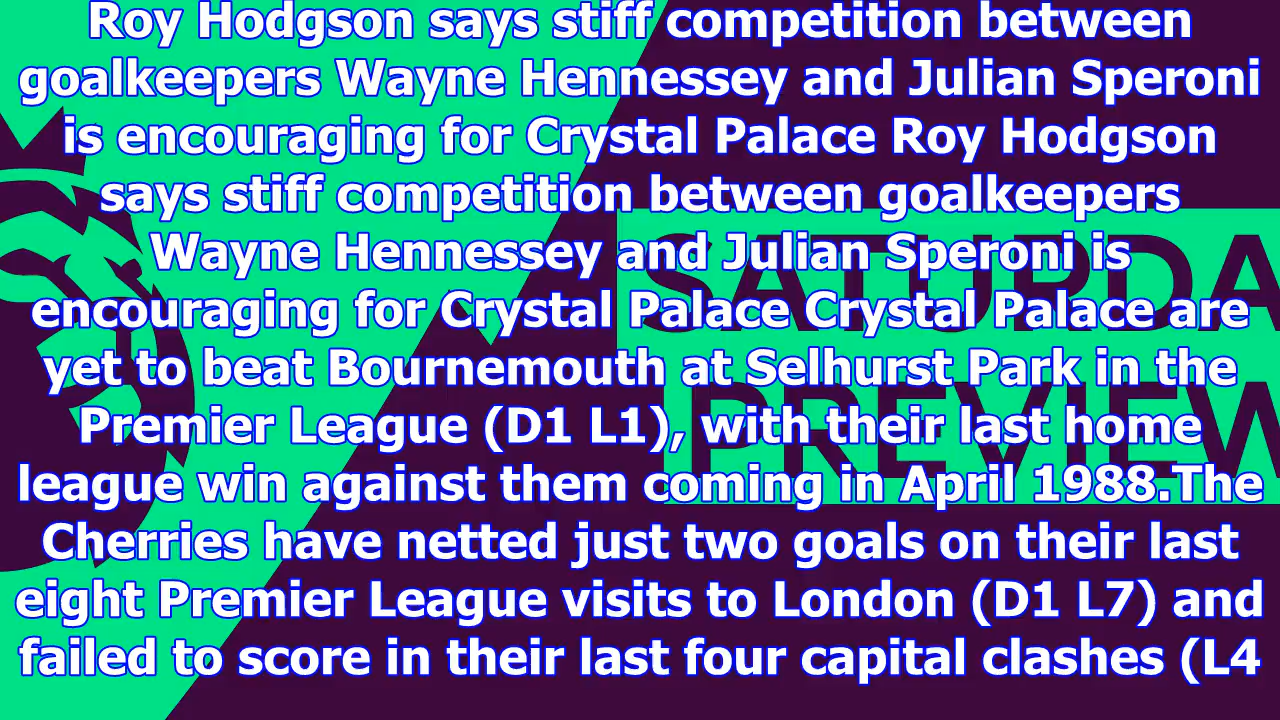 Roy Hodgson says stiff competition between
goalkeepers Wayne Hennessey and Julian Speroni
is encouraging for Crystal Palace Roy Hodgson
says stiff competition between goalkeepers
Wayne Hennessey and Julian Speroni is
encouraging for Crystal Palace Crystal Palace are
yet to beat Bournemouth at Selhurst Park in the
Premier League (D1 L1), with their last home
league win against them coming in April 1988.The
Cherries have netted just two goals on their last
eight Premier League visits to London (D1 L7) and
failed to score in their last four capital clashes (L4
SATURDA
PREVIEW